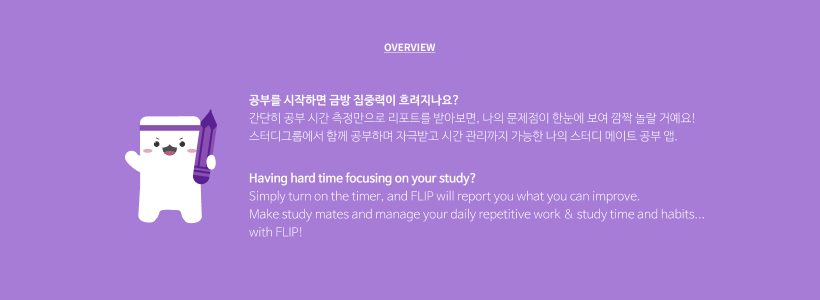 OVERVIEW
공부를 시작하면 금방 집중력이 흐려지나요?
간단히 공부 시간 측정만으로 리포트를 받아보면, 나의 문제점이 한눈에 보여 깜짝 놀랄 거예요!
스터디그룹에서 함께 공부하며 자극받고 시간 관리까지 가능한 나의 스터디 메이트 공부 앱.
Having hard time focusing on your study?
Simply turn on the timer, and FLIP will report you what you can improve.
Make study mates and manage your daily repetitive work & study time and habits...
with FLIP!